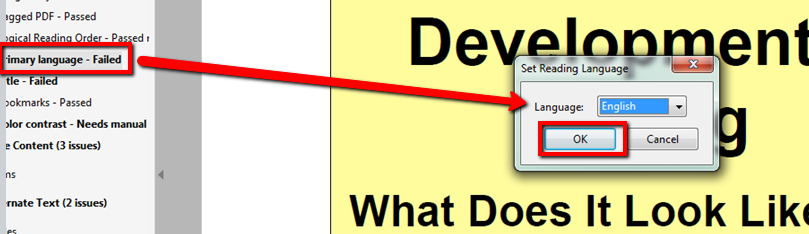 agged PDF - Passed
ogical Reading Order - Passed
rimary language - Failed
tle - Failed
ookmarks - Passed
olor contrast - Needs manual
e Content (3 issues)
ms
ernate Text (2 issues)
es
Development
g
What Does It Look Like
Set Reading Language
Language: English
OK Cancel